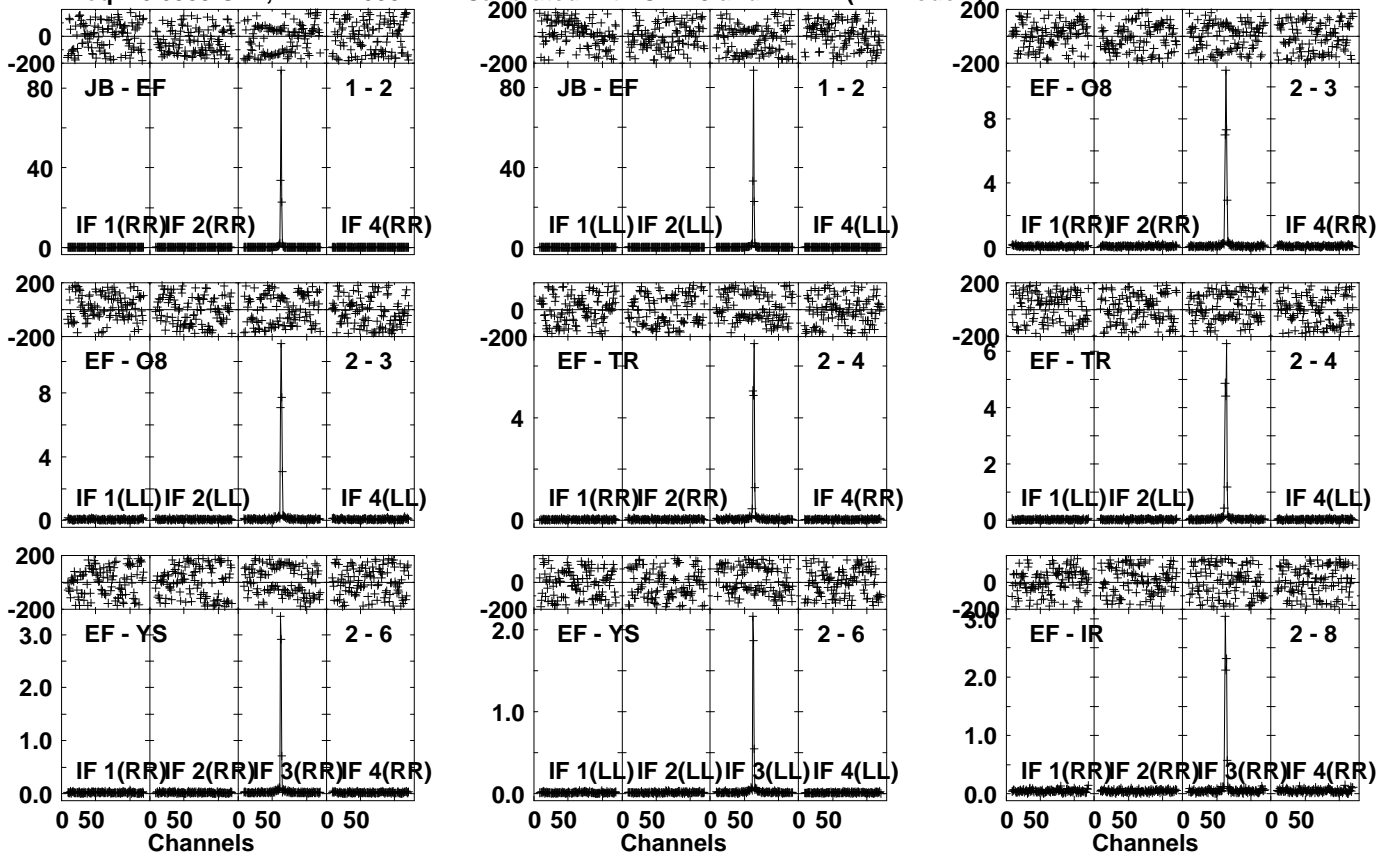 200
0
-200
JB - EF 1 - 2
80
40
0
IF 1(RR) IF 2(RR) IF 4(RR)
200
0
-200
JB - EF 1 - 2
80
40
0
IF 1(LL) IF 2(LL) IF 4(LL)
200
0
-200
EF - O8 2 - 3
8
4
0
IF 1(RR) IF 2(RR) IF 4(RR)
200
0
-200
EF - O8 2 - 3
8
4
0
IF 1(LL) IF 2(LL) IF 4(LL)
200
0
-200
EF - TR 2 - 4
4
0
IF 1(RR) IF 2(RR) IF 4(RR)
200
0
-200
EF - TR 2 - 4
6
4
2
0
IF 1(LL) IF 2(LL) IF 4(LL)
200
0
-200
EF - YS 2 - 6
3.0
2.0
1.0
0.0
IF 1(RR) IF 2(RR) IF 3(RR) IF 4(RR)
0 50 0 50 0 50 0 50
Channels
200
0
-200
EF - YS 2 - 6
2.0
1.0
0.0
IF 1(LL) IF 2(LL) IF 3(LL) IF 4(LL)
0 50 0 50 0 50 0 50
200
0
-200
EF - IR 2 - 8
3.0
2.0
1.0
0.0
IF 1(RR) IF 2(RR) IF 3(RR) IF 4(RR)
0 50 0 50 0 50 0 50
Channels